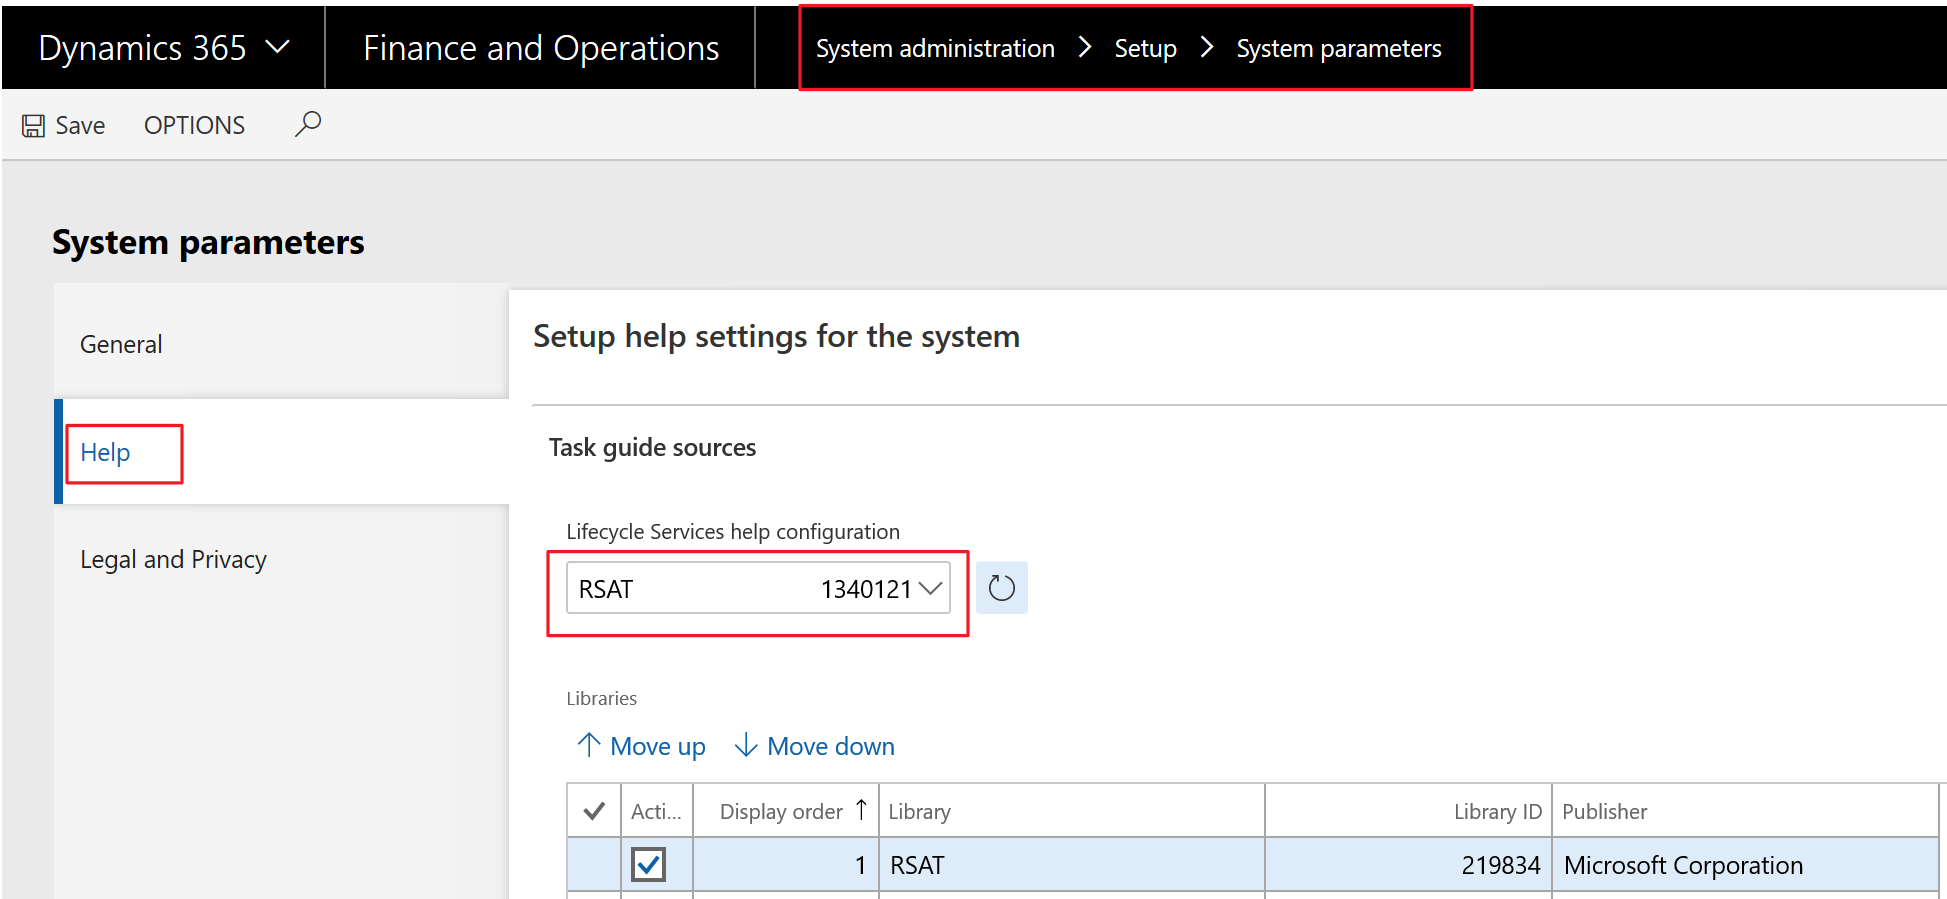 Dynamics 365 Finance and Operations System administration Setup System parameters
Save OPTIONS
System parameters
General
Help
Legal and Privacy
Setup help settings for the system
Task guide sources
Lifecycle Services help configuration
RSAT 1340121
Libraries
Move up Move down
Acti... Display order Library Library ID Publisher
1 RSAT 219834 Microsoft Corporation